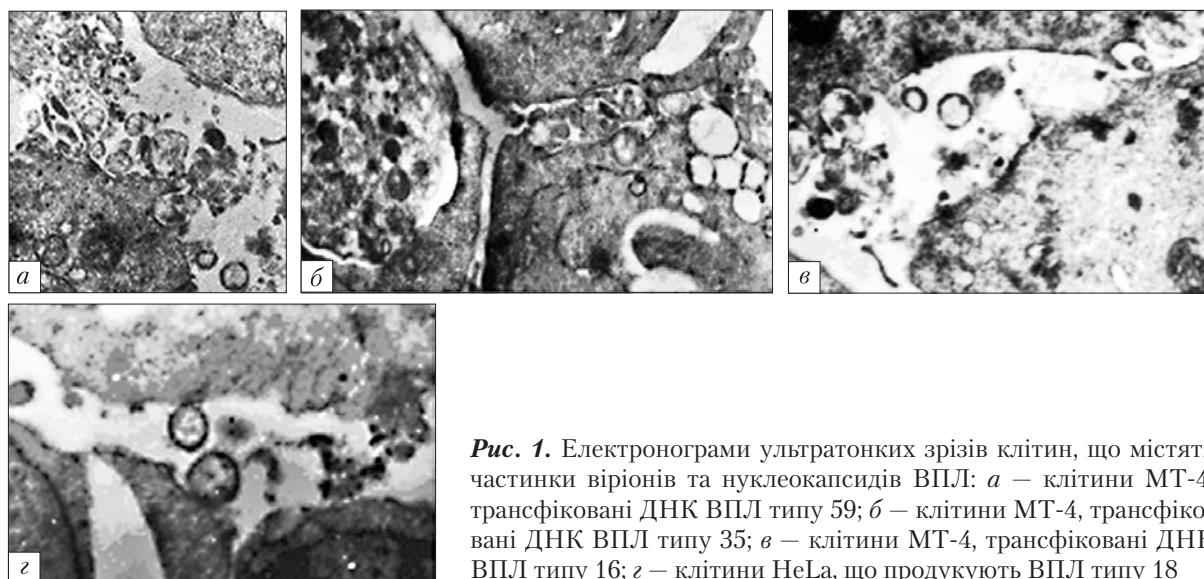 а
б
в
г
Рис. 1. Електронограми ультратонких зрізів клітин, що містят
частинки віріонів та нуклеокапсидів ВПЛ: а — клітини МТ-4
трансфіковані ДНК ВПЛ типу 59; б — клітини МТ-4, трансфіко
вані ДНК ВПЛ типу 35; в — клітини МТ-4, трансфіковані ДНК
ВПЛ типу 16; г — клітини HeLa, що продукують ВПЛ типу 18